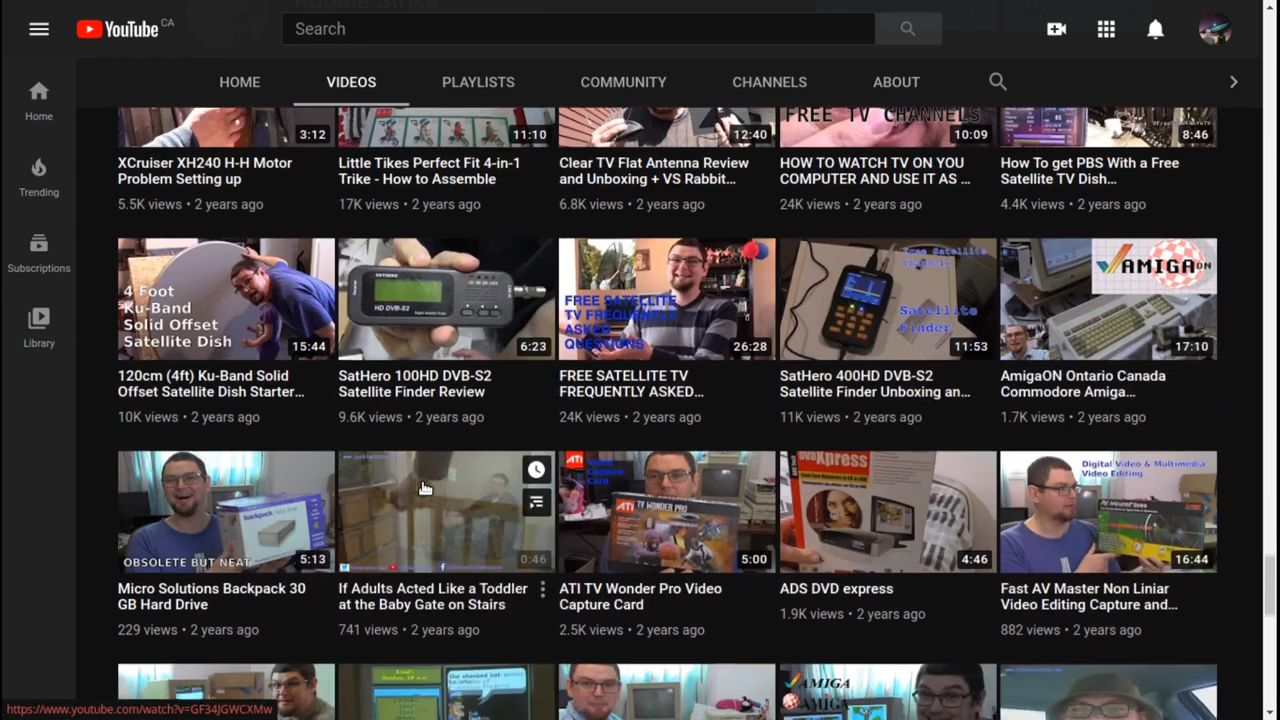 YouTube CA
Search
HOME
VIDEOS
PLAYLISTS
COMMUNITY
CHANNELS
ABOUT
Home
Trending
Subscriptions
Library
3:12
11:10
12:40
FREE TV CHANNELS
10:09
8:46
XCruiser XH240 H-H Motor
Problem Setting up
5.5K views • 2 years ago
Little Tikes Perfect Fit 4-in-1
Trike - How to Assemble
17K views • 2 years ago
Clear TV Flat Antenna Review
and Unboxing + VS Rabbit...
6.8K views • 2 years ago
HOW TO WATCH TV ON YOU
COMPUTER AND USE IT AS ...
24K views • 2 years ago
How To get PBS With a Free
Satellite TV Dish...
4.4K views • 2 years ago
4 Foot
Ku-Band
Solid Offset
Satellite Dish
15:44
SATHERO
HD DVB-S2
6:23
FREE SATELLITE
TV FREQUENTLY
ASKED
QUESTIONS
26:28
Free Satellite
Channels
Satellite
Finder
11:53
AMIGAON
17:10
120cm (4ft) Ku-Band Solid
Offset Satellite Dish Starter...
10K views • 2 years ago
SatHero 100HD DVB-S2
Satellite Finder Review
9.6K views • 2 years ago
FREE SATELLITE TV
FREQUENTLY ASKED...
24K views • 2 years ago
SatHero 400HD DVB-S2
Satellite Finder Unboxing an...
11K views • 2 years ago
AmigaON Ontario Canada
Commodore Amiga...
1.7K views • 2 years ago
backpack
OBSOLETE BUT NEAT
5:13
0:46
ATI
Video
Capture
Card
ATI
TV WONDER PRO
5:00
DVDXpress
4:46
Digital Video & Multimedia
Video Editing
16:44
Micro Solutions Backpack 30
GB Hard Drive
229 views • 2 years ago
If Adults Acted Like a Toddler
at the Baby Gate on Stairs
741 views • 2 years ago
ATI TV Wonder Pro Video
Capture Card
2.5K views • 2 years ago
ADS DVD express
1.9K views • 2 years ago
Fast AV Master Non Liniar
Video Editing Capture and...
882 views • 2 years ago
AMIGA
AMIGA
https://www.youtube.com/watch?v=GF34JGWCXMw